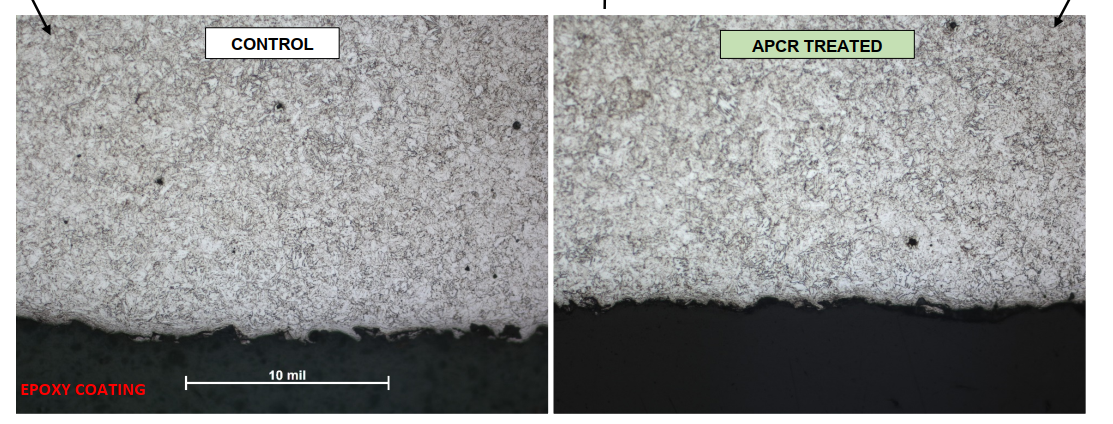 CONTROL
APCR TREATED
10 mil
EPOXY COATING